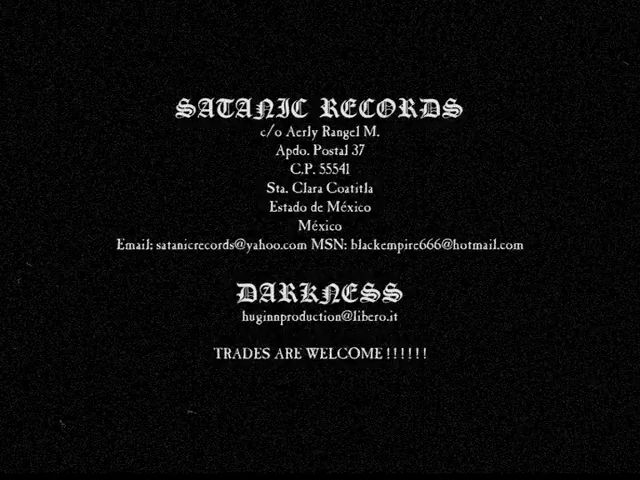 SATANIC RECORDS
c/o Aerly Rangel M.
Apdo. Postal 37
C.P. 55541
Sta. Clara Coatitla
Estado de México
México
Email: satanicrecords@yahoo.com MSN: blackempire666@hotmail.com
DARKNESS
huginnproduction@libero.it
TRADES ARE WELCOME ! ! ! ! ! !